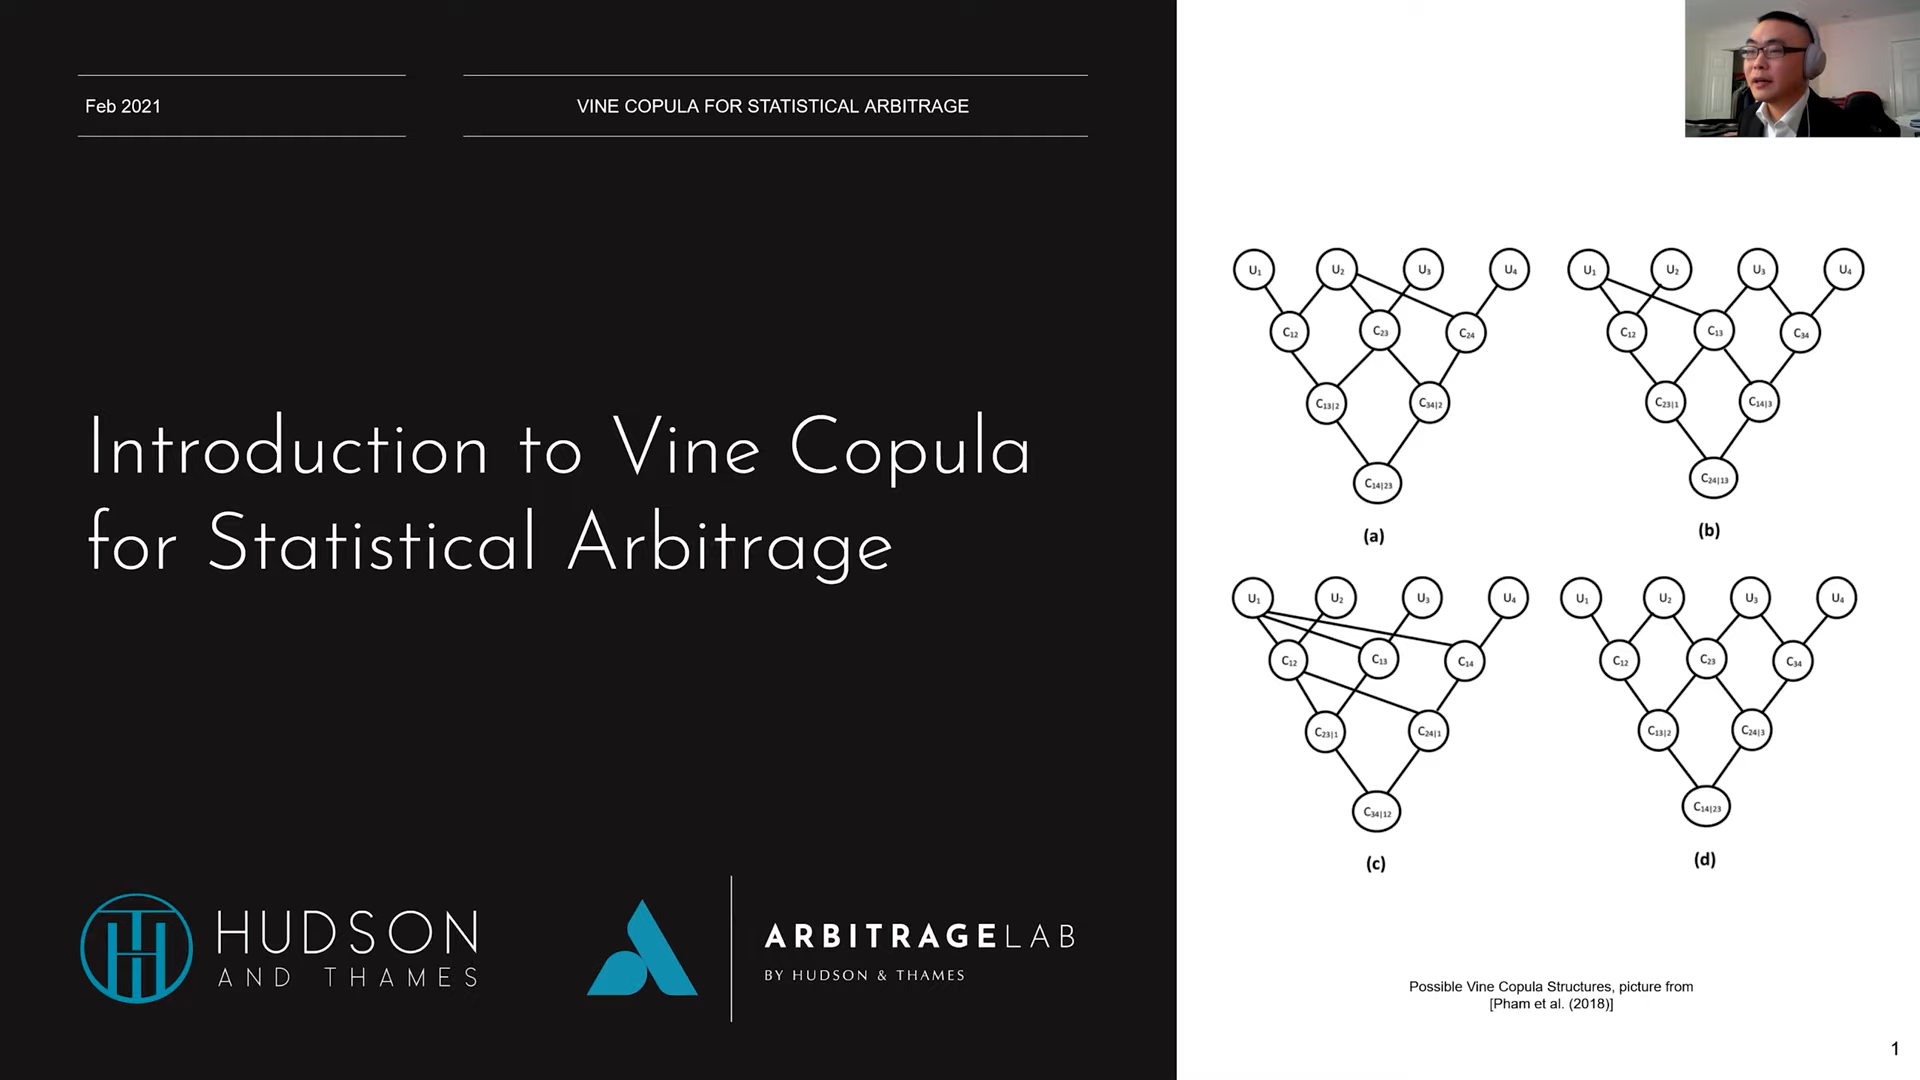 Feb 2021
VINE COPULA FOR STATISTICAL ARBITRAGE
Introduction to Vine Copula
for Statistical Arbitrage
HUDSON
AND THAMES
ARBITRAGELAB
BY HUDSON & THAMES
U₁ U₂ U₃ U₄
C₁₂ C₂₃ C₂₄
C₁₃|₂ C₃₄|₂
C₁₄|₂₃
(a)
U₁ U₂ U₃ U₄
C₁₂ C₁₃ C₃₄
C₂₃|₁ C₁₄|₃
C₂₄|₁₃
(b)
U₁ U₂ U₃ U₄
C₁₂ C₁₃ C₁₄
C₂₃|₁ C₂₄|₁
C₃₄|₁₂
(c)
U₁ U₂ U₃ U₄
C₁₂ C₂₃ C₃₄
C₁₃|₂ C₂₄|₃
C₁₄|₂₃
(d)
Possible Vine Copula Structures, picture from
[Pham et al. (2018)]
1